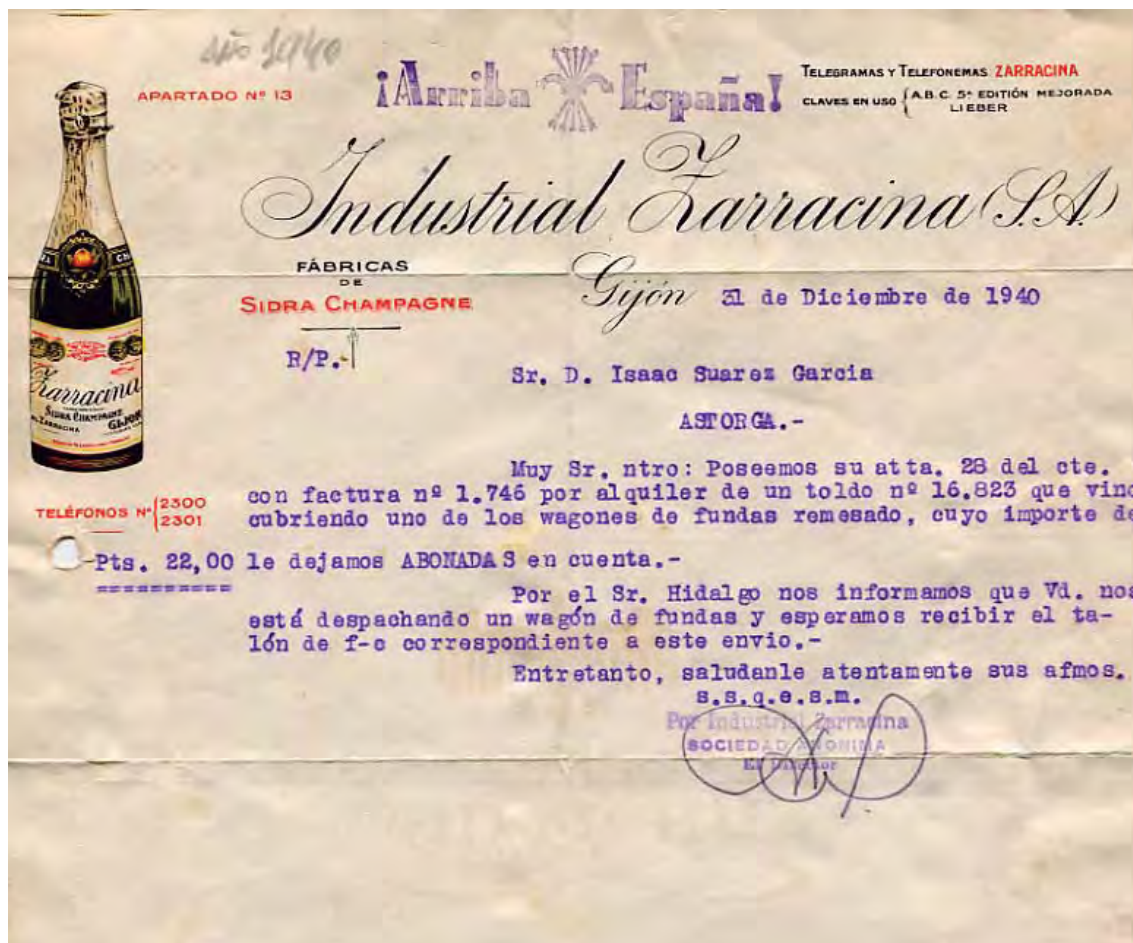 año 1940
APARTADO Nº 13
¡Arriba España!
TELEGRAMAS Y TELEFONEMAS ZARRACINA
CLAVES EN USO { A.B.C. 5ª EDITIÓN MEJORADA
LIEBER
Industrial Zarracina (S.A.)
FÁBRICAS
DE
SIDRA CHAMPAGNE
Gijón 31 de Diciembre de 1940
R/P.-
Sr. D. Isaac Suarez Garcia
ASTORGA.-
Zarracina
SIDRA CHAMPAGNE
ZARRACINA GIJON
TELÉFONOS Nº { 2300
2301
Muy Sr. ntro: Poseemos su atta. 28 del cte.
con factura nº 1.746 por alquiler de un toldo nº 16.823 que vino
cubriendo uno de los wagones de fundas remesado, cuyo importe de
-Pts. 22,00 le dejamos ABONADAS en cuenta.-
==========
Por el Sr. Hidalgo nos informamos que Vd. nos
está despachando un wagón de fundas y esperamos recibir el ta-
lón de f-c correspondiente a este envio.-
Entretanto, saludanle atentamente sus afmos.
s.s.q.e.s.m.
Por Industrial Zarracina
SOCIEDAD ANONIMA
El Director